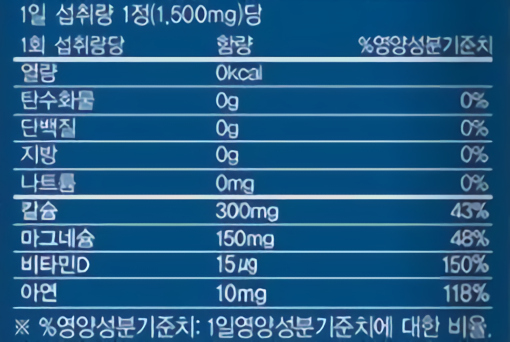 1일 섭취량 1정(1,500mg)당
1회 섭취량당 함량 %영양성분기준치
열량 0kcal
탄수화물 0g 0%
단백질 0g 0%
지방 0g 0%
나트륨 0mg 0%
칼슘 300mg 43%
마그네슘 150mg 48%
비타민D 15㎍ 150%
아연 10mg 118%
※ %영양성분기준치: 1일영양성분기준치에 대한 비율.